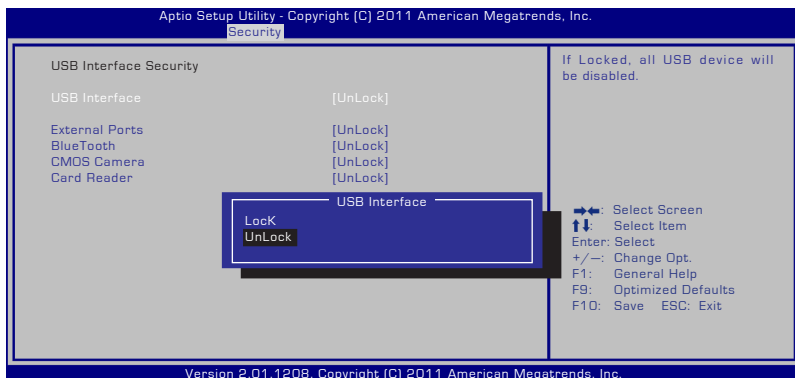 Aptio Setup Utility - Copyright (C) 2011 American Megatrends, Inc.
Security
USB Interface Security
USB Interface [UnLock]
External Ports [UnLock]
BlueTooth [UnLock]
CMOS Camera [UnLock]
Card Reader [UnLock]
USB Interface
LocK
UnLock
If Locked, all USB device will
be disabled.
→←: Select Screen
↑↓: Select Item
Enter: Select
+/—: Change Opt.
F1: General Help
F9: Optimized Defaults
F10: Save ESC: Exit
Version 2.01.1208. Copyright (C) 2011 American Megatrends, Inc.